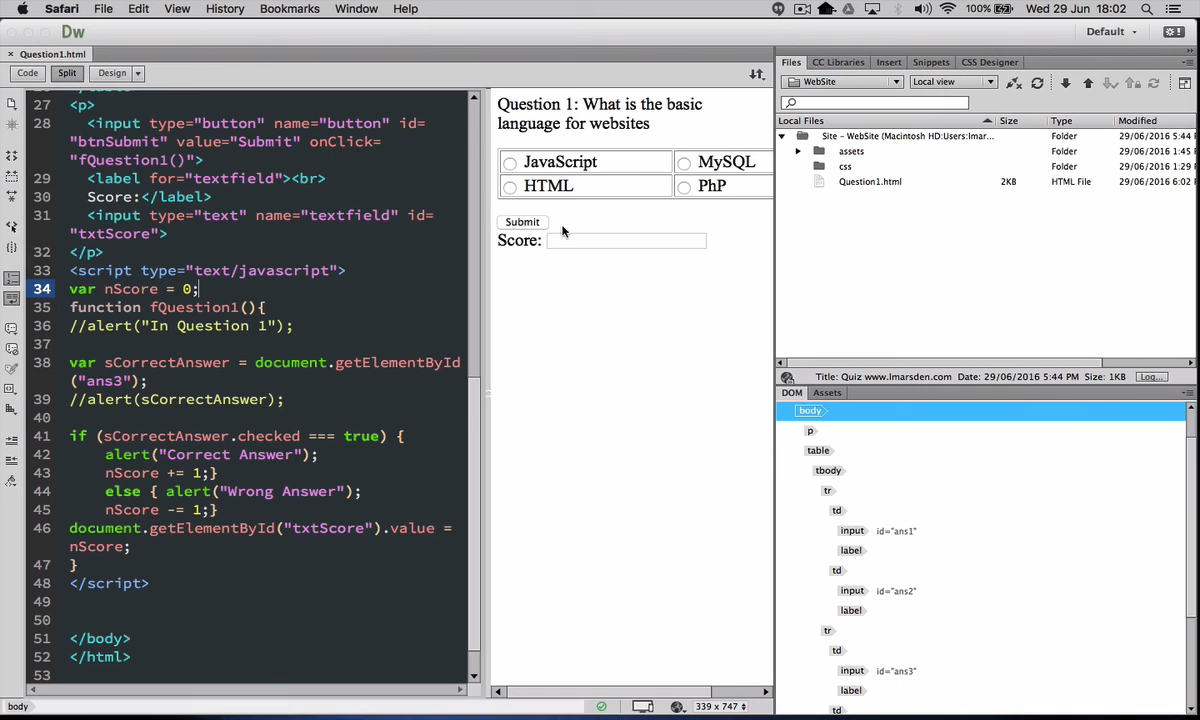 Safari File Edit View History Bookmarks Window Help 100% Wed 29 Jun 18:02
Dw Default
× Question1.html
Code Split Design
27 <p>
28 <input type="button" name="button" id=
"btnSubmit" value="Submit" onClick=
"fQuestion1()">
29 <label for="textfield"><br>
30 Score:</label>
31 <input type="text" name="textfield" id=
"txtScore">
32 </p>
33 <script type="text/javascript">
34 var nScore = 0;
35 function fQuestion1(){
36 //alert("In Question 1");
37
38 var sCorrectAnswer = document.getElementById
("ans3");
39 //alert(sCorrectAnswer);
40
41 if (sCorrectAnswer.checked === true) {
42 alert("Correct Answer");
43 nScore += 1;}
44 else { alert("Wrong Answer");
45 nScore -= 1;}
46 document.getElementById("txtScore").value =
nScore;
47 }
48 </script>
49
50
51 </body>
52 </html>
53
body
Question 1: What is the basic
language for websites
JavaScript MySQL
HTML PhP
Submit
Score:
339 x 747
Files CC Libraries Insert Snippets CSS Designer
WebSite Local view
Local Files Size Type Modified
Site – WebSite (Macintosh HD:Users:lmar... Folder 29/06/2016 5:44 P
assets Folder 29/06/2016 1:45
css Folder 29/06/2016 1:29
Question1.html 2KB HTML File 29/06/2016 6:02
Title: Quiz www.lmarsden.com Date: 29/06/2016 5:44 PM Size: 1KB Log...
DOM Assets
body
p
table
tbody
tr
td
input id="ans1"
label
td
input id="ans2"
label
tr
td
input id="ans3"
label
td